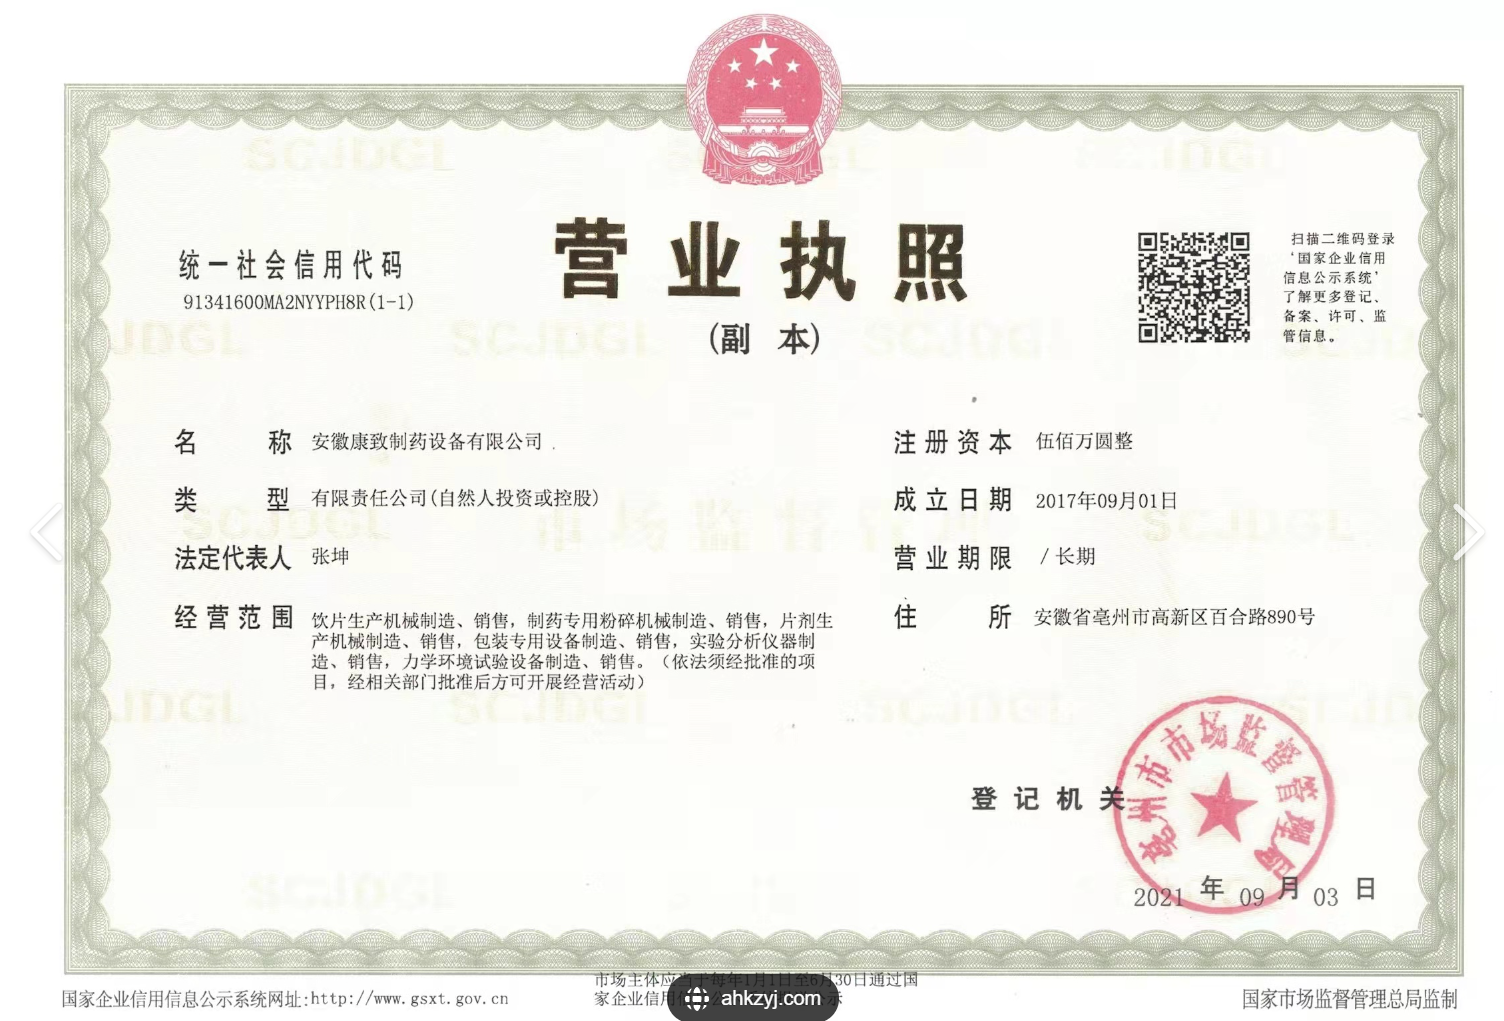 营业执照
(副 本)
统一社会信用代码
91341600MA2NYYPH8R(1-1)
扫描二维码登录
‘国家企业信用
信息公示系统’
了解更多登记、
备案、许可、监
管信息。
名 称 安徽康致制药设备有限公司
类 型 有限责任公司(自然人投资或控股)
法定代表人 张坤
经营范围 饮片生产机械制造、销售，制药专用粉碎机械制造、销售，片剂生
产机械制造、销售，包装专用设备制造、销售，实验分析仪器制
造、销售，力学环境试验设备制造、销售。（依法须经批准的项
目，经相关部门批准后方可开展经营活动）
注册资本 伍佰万圆整
成立日期 2017年09月01日
营业期限 / 长期
住 所 安徽省亳州市高新区百合路890号
登记机关
亳州市市场监督管理局
2021 年 09 月 03 日
国家企业信用信息公示系统网址:http://www.gsxt.gov.cn
市场主体应当于每年1月1日至6月30日通过国
家企业信用
公示
ahkzyj.com
国家市场监督管理总局监制
SCJDGL
市场监督管理